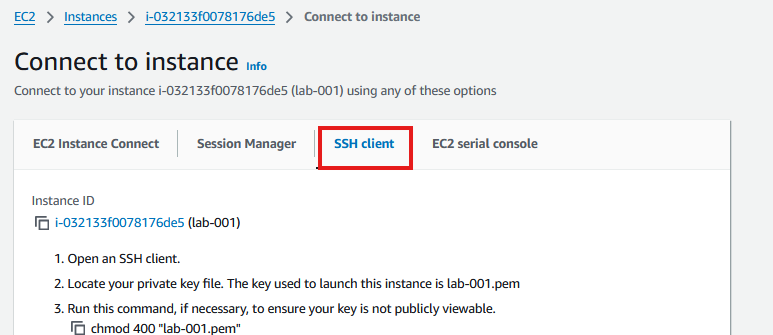 EC2 > Instances > i-032133f0078176de5 > Connect to instance
Connect to instance Info
Connect to your instance i-032133f0078176de5 (lab-001) using any of these options
EC2 Instance Connect Session Manager SSH client EC2 serial console
Instance ID
i-032133f0078176de5 (lab-001)
1. Open an SSH client.
2. Locate your private key file. The key used to launch this instance is lab-001.pem
3. Run this command, if necessary, to ensure your key is not publicly viewable.
chmod 400 "lab-001.pem"